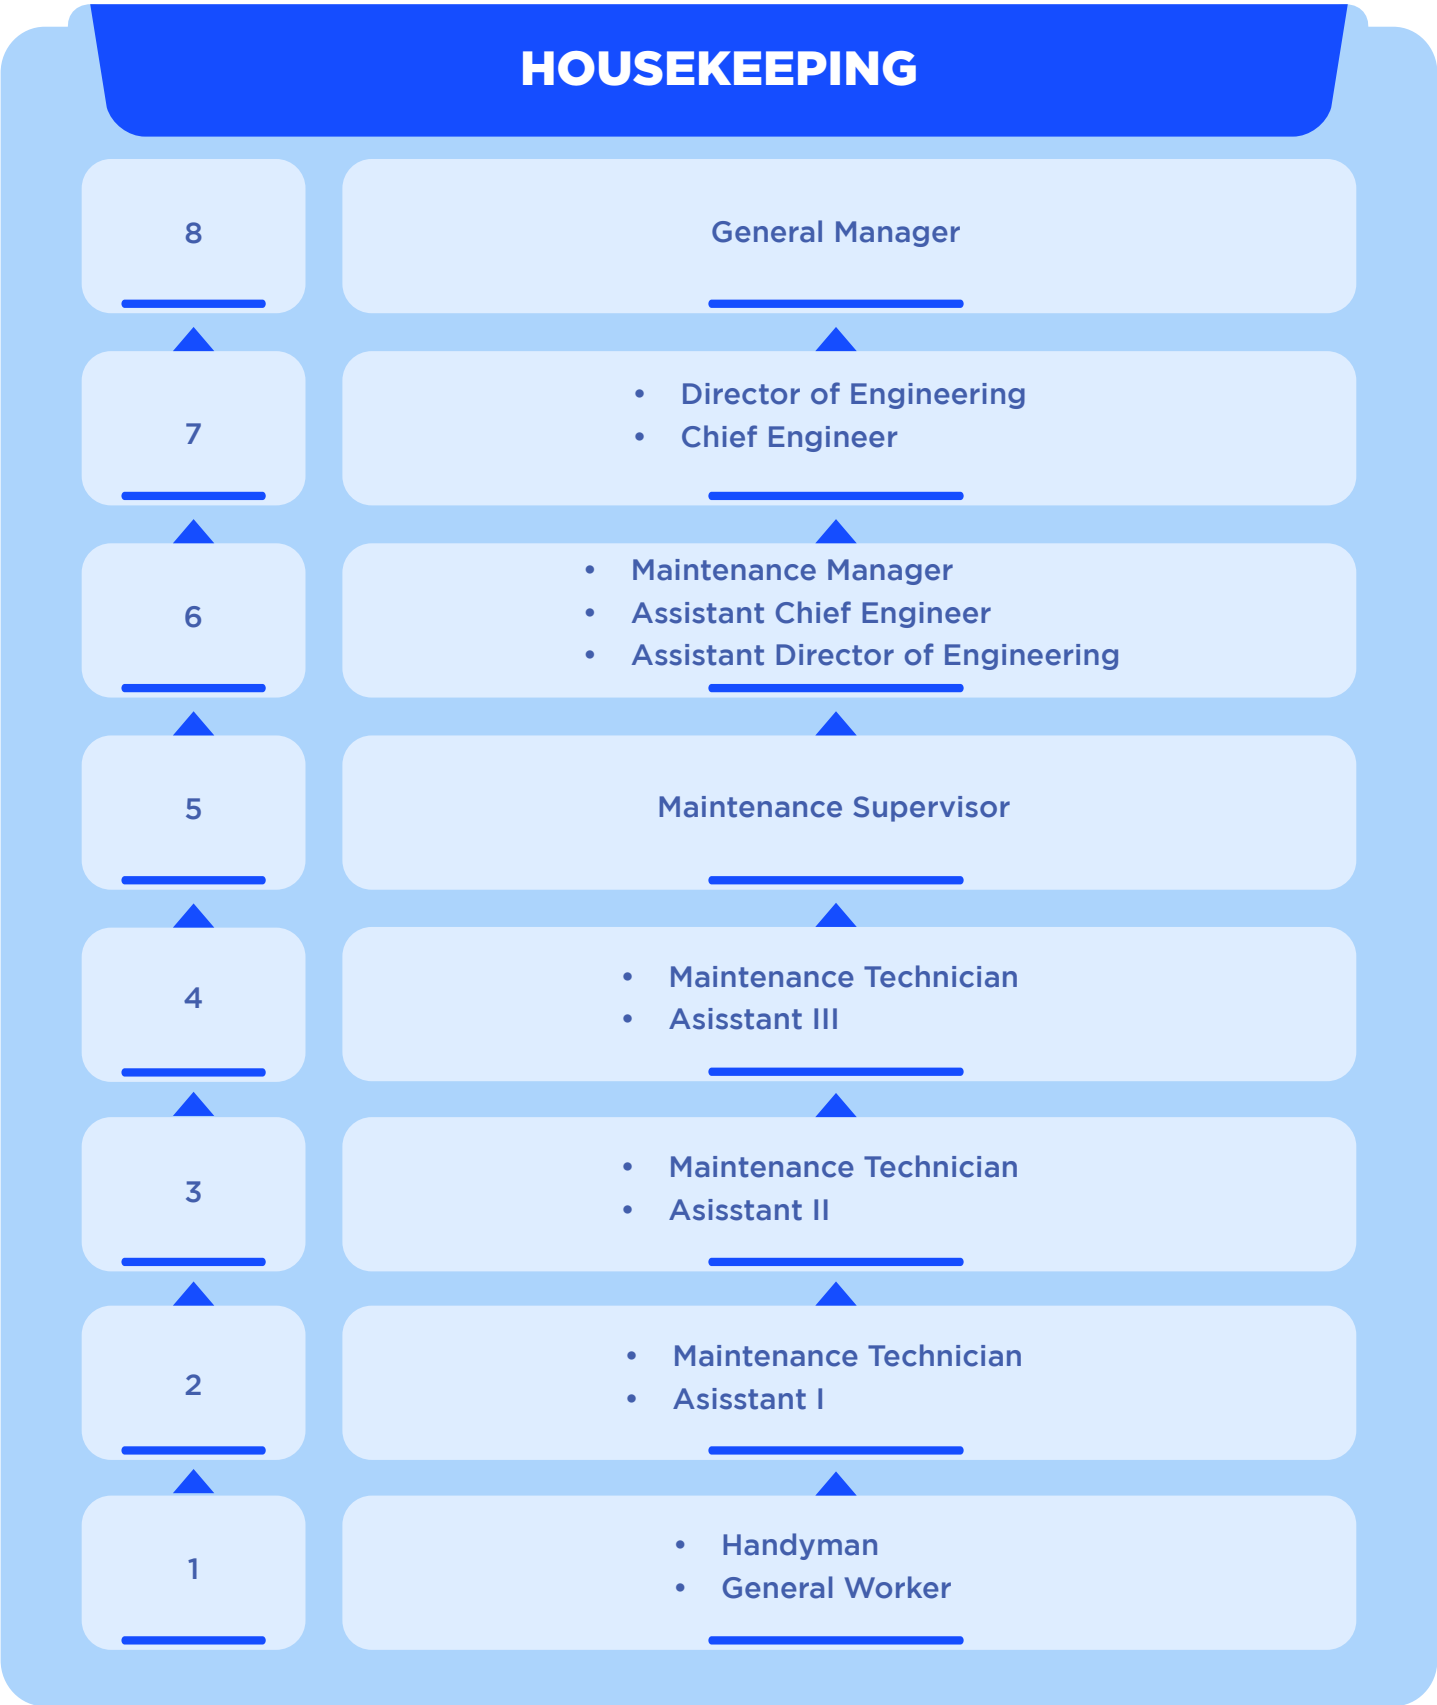 HOUSEKEEPING
8
General Manager
7
• Director of Engineering
• Chief Engineer
6
• Maintenance Manager
• Assistant Chief Engineer
• Assistant Director of Engineering
5
Maintenance Supervisor
4
• Maintenance Technician
• Asisstant III
3
• Maintenance Technician
• Asisstant II
2
• Maintenance Technician
• Asisstant I
1
• Handyman
• General Worker